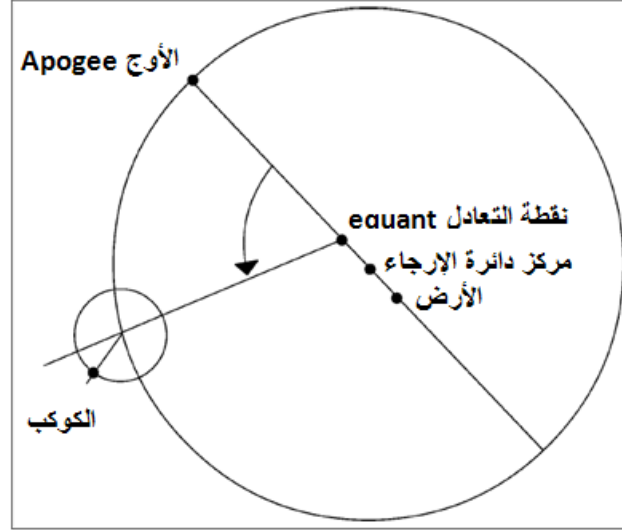 الأوج Apogee
نقطة التعادل equant
مركز دائرة الإرجاء
الأرض
الكوكب